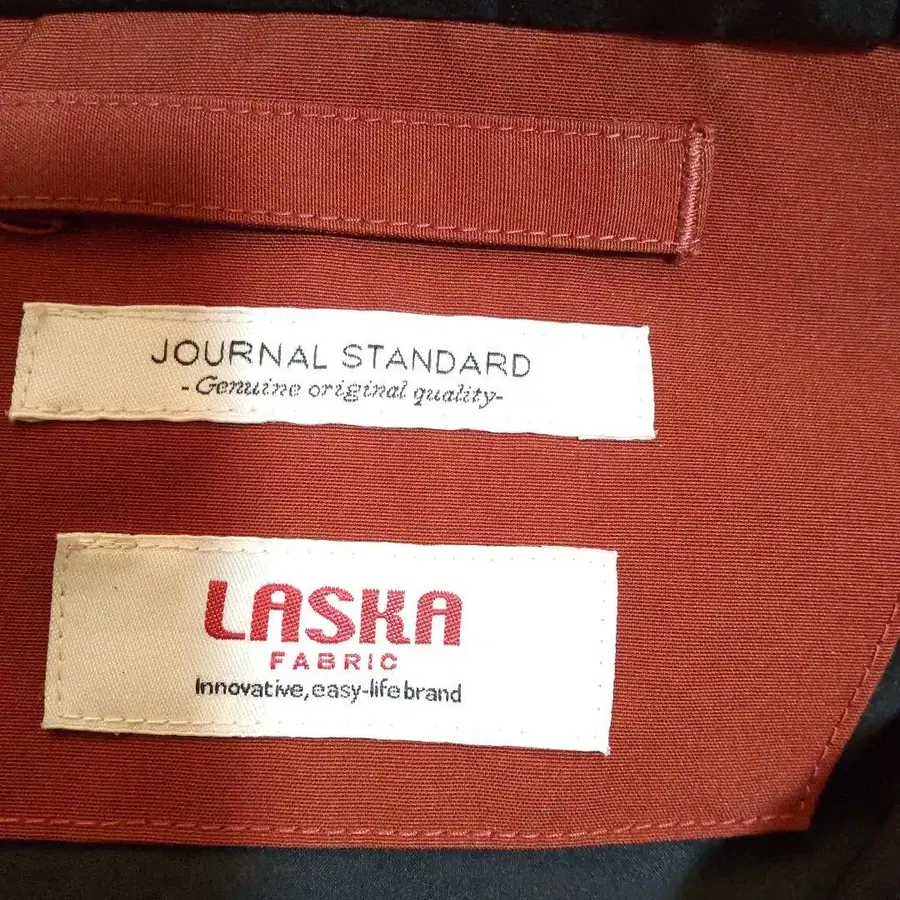 JOURNAL STANDARD
-Genuine original quality-
LASKA
FABRIC
Innovative,easy-life brand